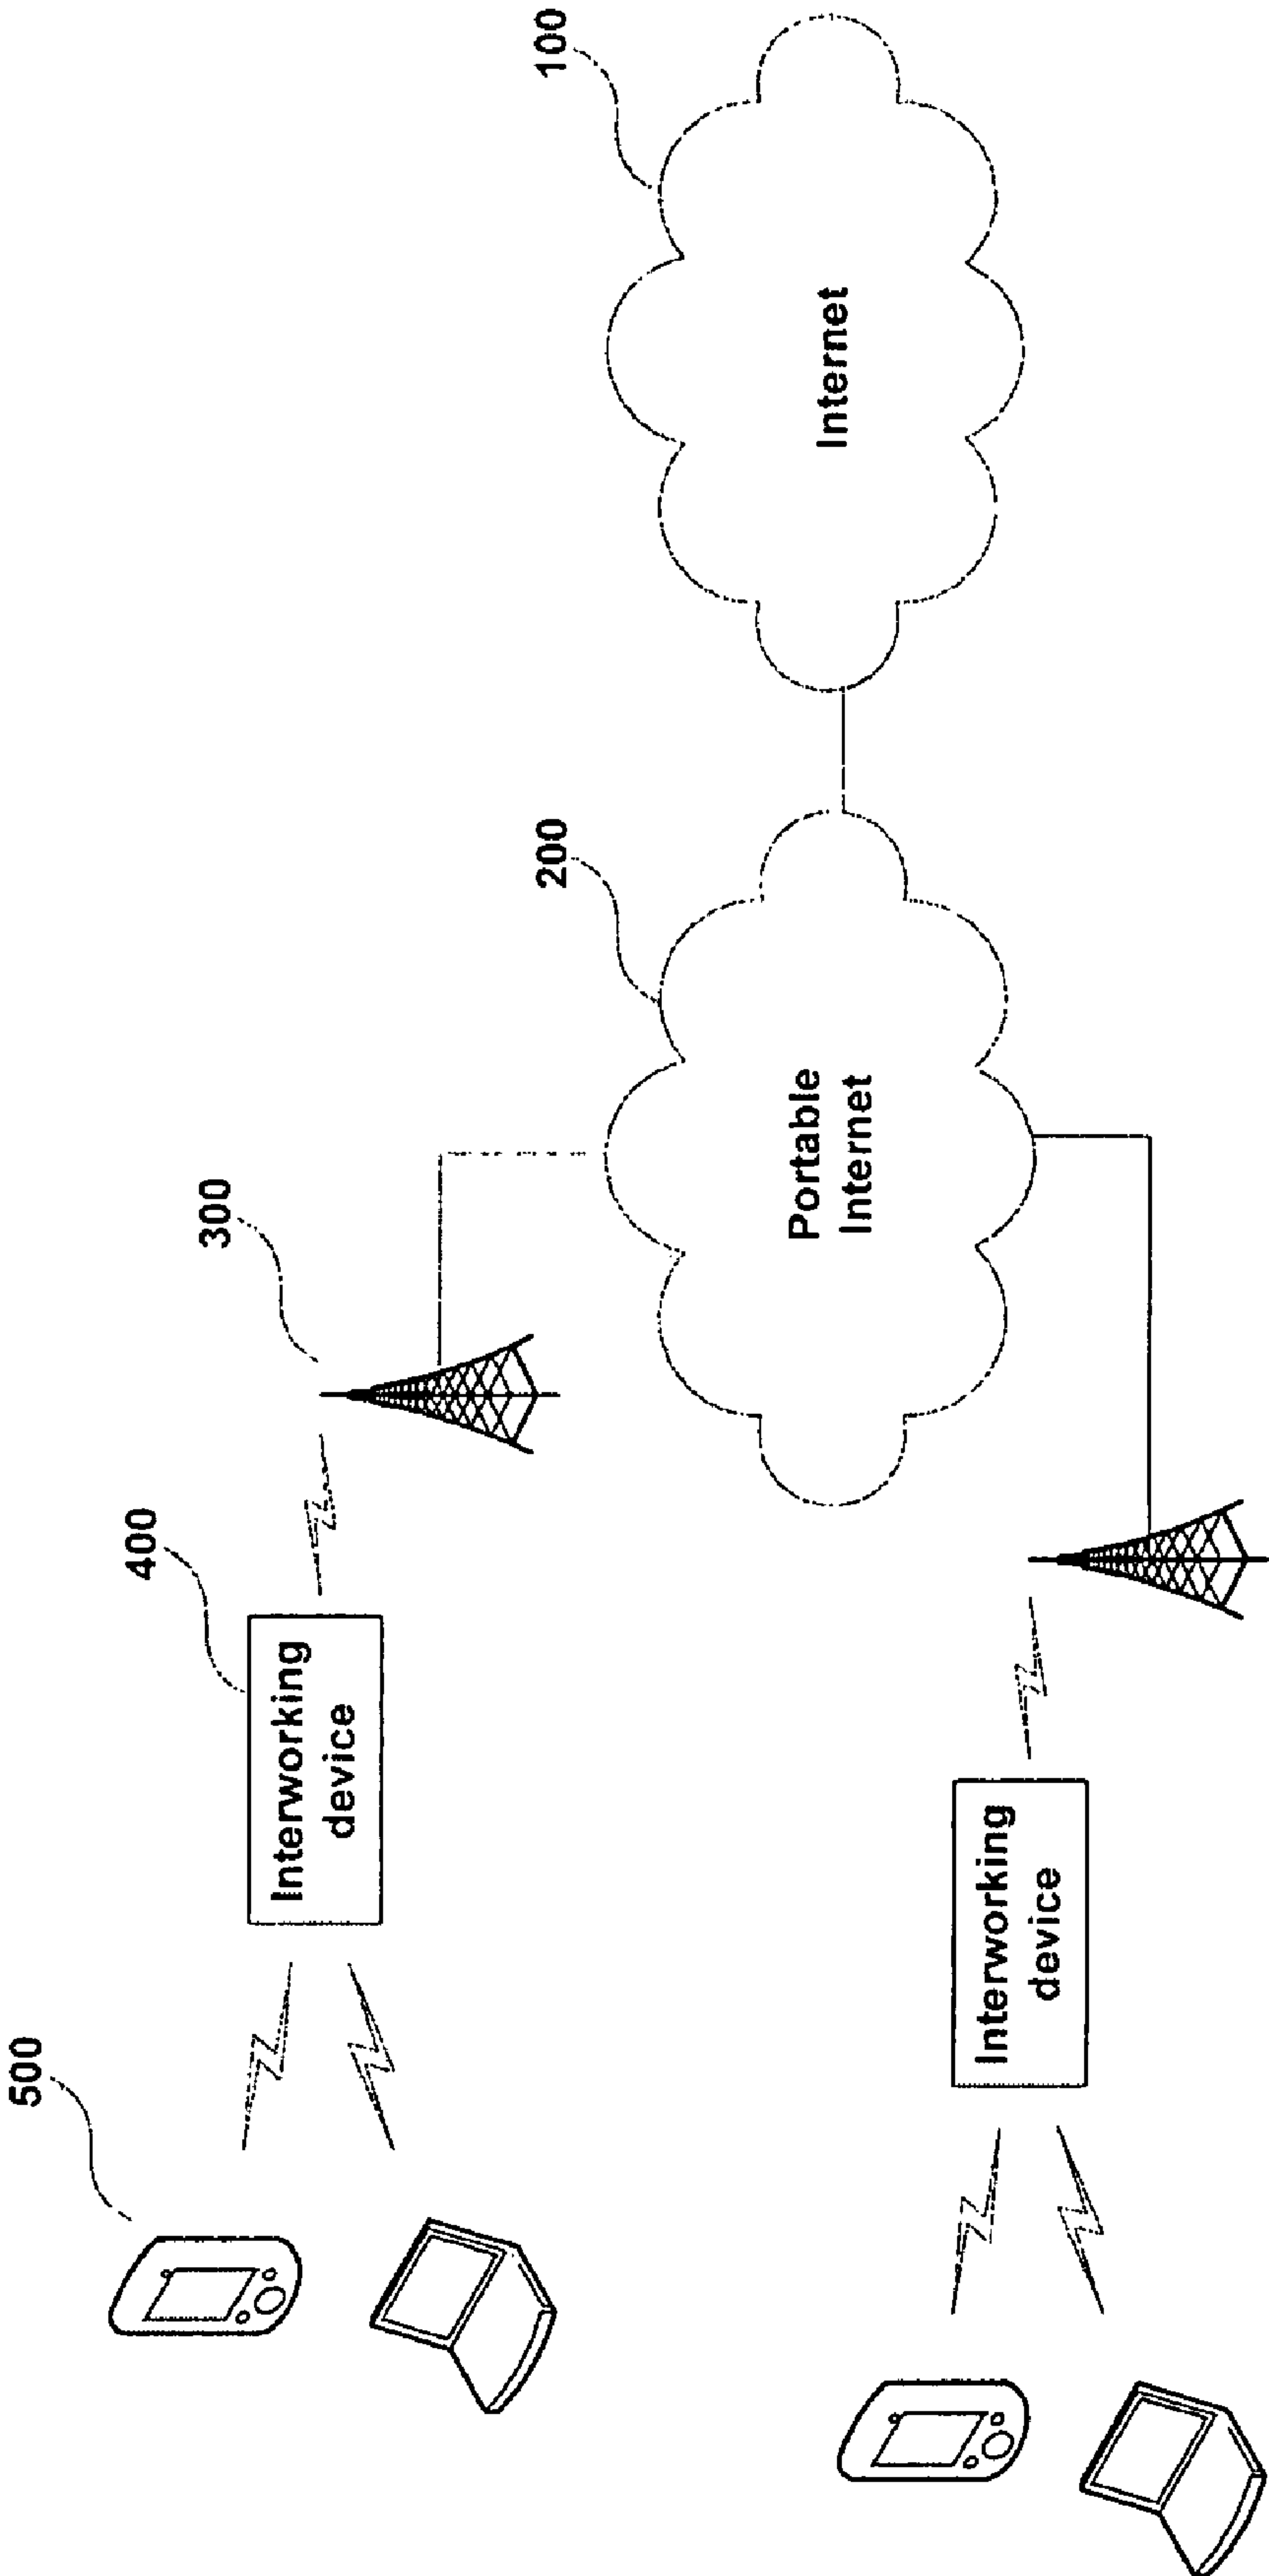 500
400
300
200
100
Interworking
device
Portable
Internet
Internet
Interworking
device